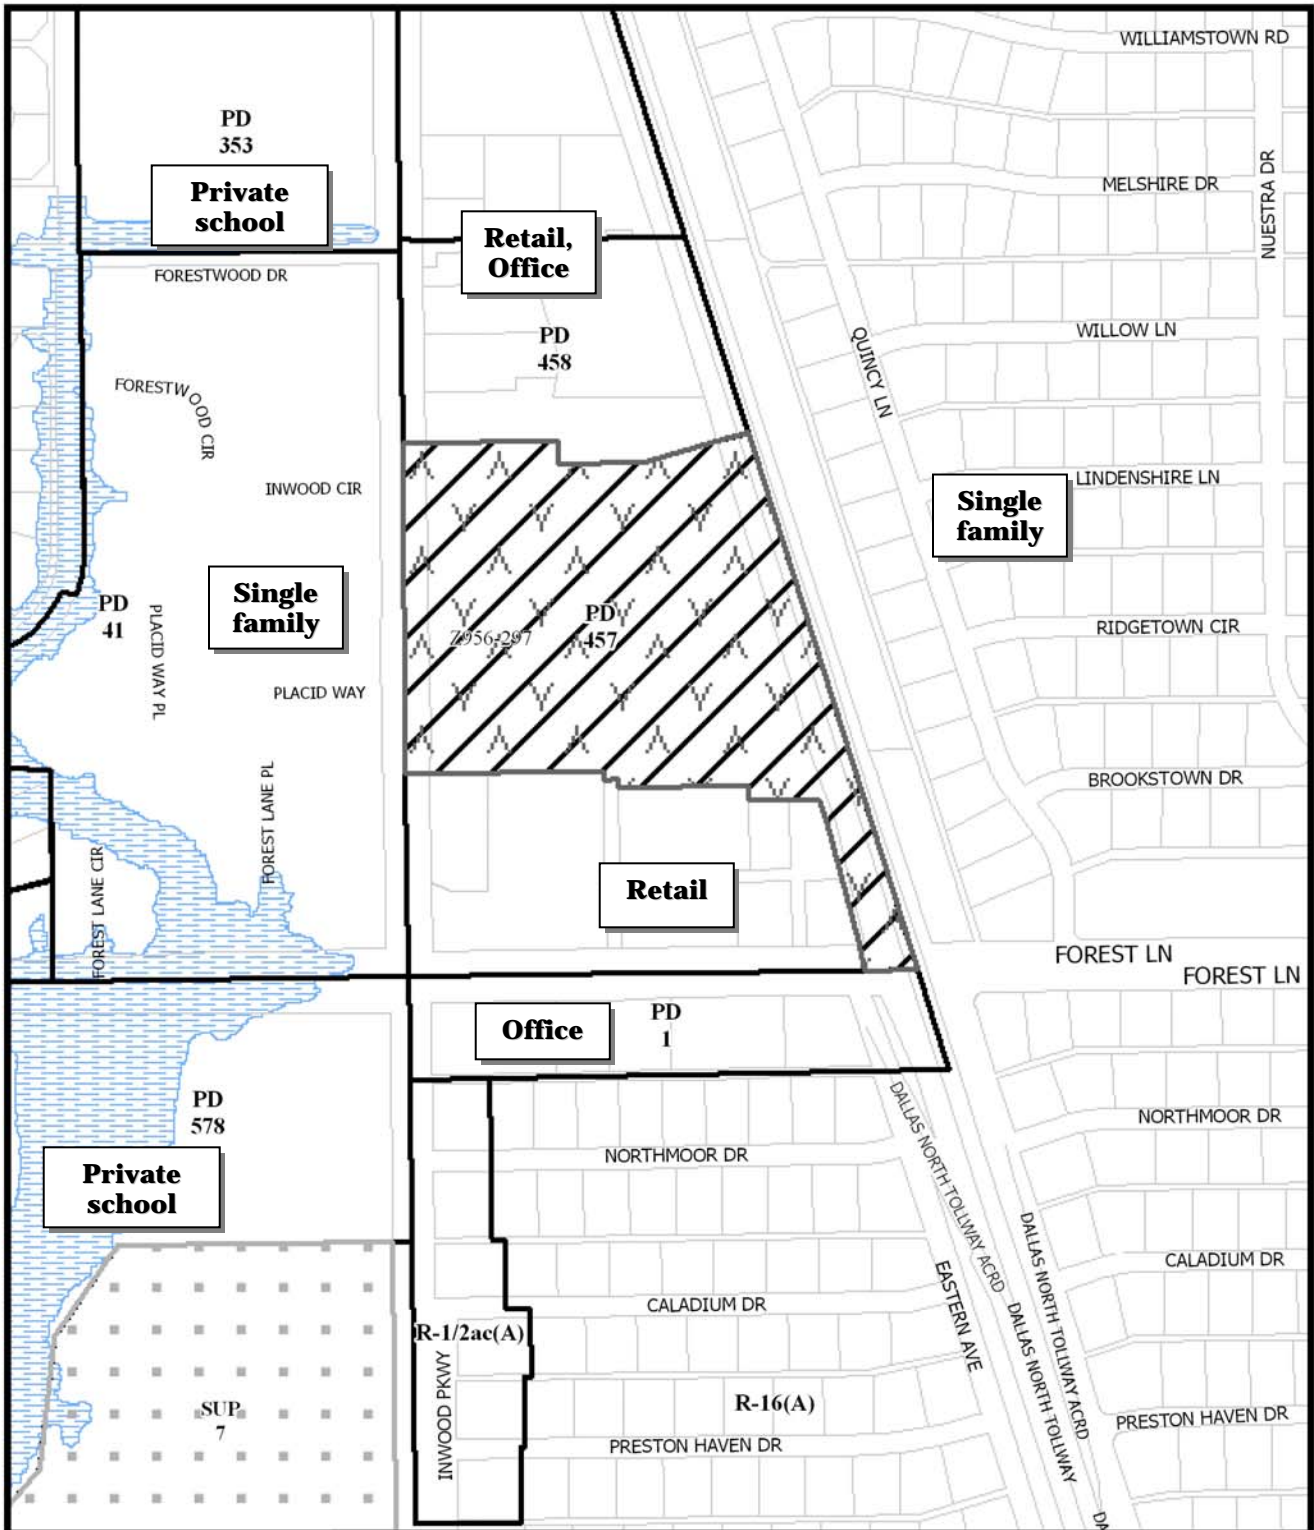 WILLIAMSTOWN RD
PD
353
Private
school
MELSHIRE DR
NUESTRA DR
Retail,
Office
FORESTWOOD DR
PD
458
WILLOW LN
QUINCY LN
FORESTWOOD CIR
INWOOD CIR
LINDENSHIRE LN
Single
family
Single
family
PD
41
PLACID WAY PL
PD
457
Z956-297
RIDGETOWN CIR
PLACID WAY
BROOKSTOWN DR
FOREST LANE PL
FOREST LANE CIR
Retail
FOREST LN
FOREST LN
Office
PD
1
PD
578
NORTHMOOR DR
NORTHMOOR DR
Private
school
DALLAS NORTH TOLLWAY ACRD
DALLAS NORTH TOLLWAY ACRD
DALLAS NORTH TOLLWAY
EASTERN AVE
CALADIUM DR
CALADIUM DR
R-1/2ac(A)
INWOOD PKWY
R-16(A)
SUP
7
PRESTON HAVEN DR
PRESTON HAVEN DR
DA